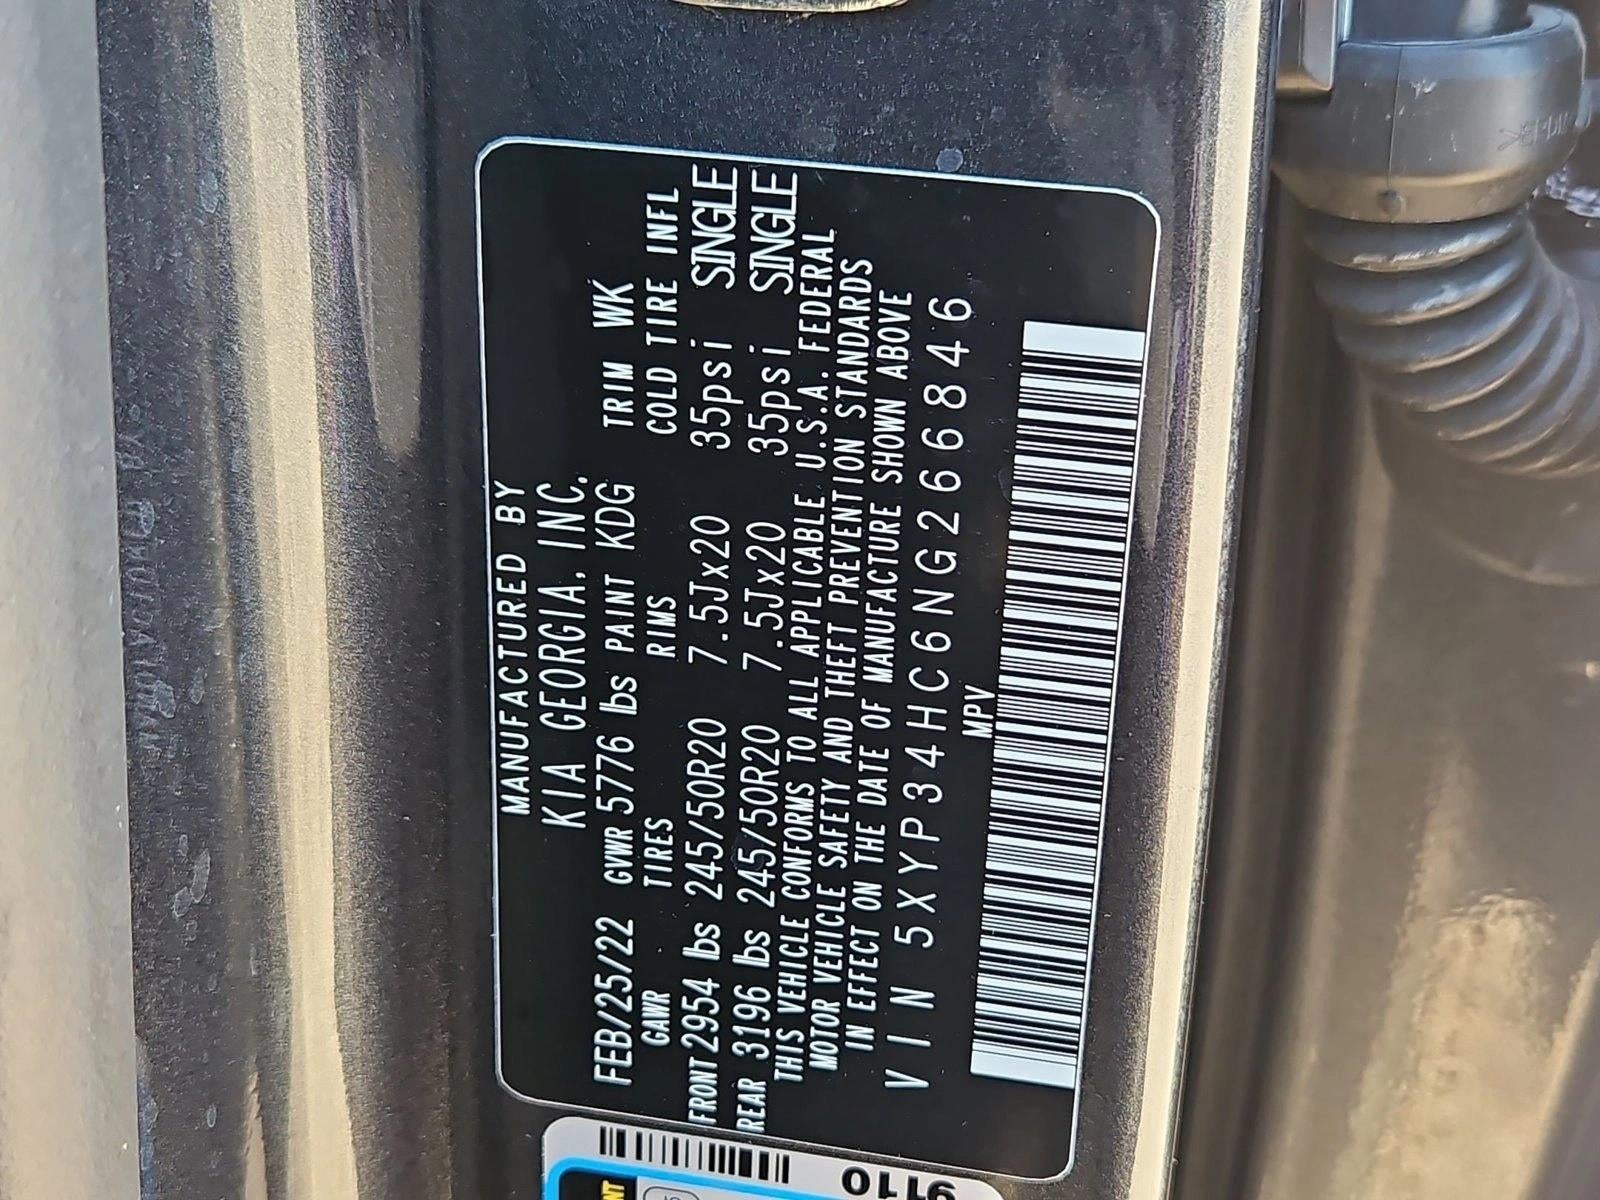 MANUFACTURED BY
KIA GEORGIA, INC.
FEB/25/22 GVWR 5776 lbs PAINT KDG TRIM WK
GAWR TIRES RIMS COLD TIRE INFL
FRONT 2954 lbs 245/50R20 7.5Jx20 35psi SINGLE
REAR 3196 lbs 245/50R20 7.5Jx20 35psi SINGLE
THIS VEHICLE CONFORMS TO ALL APPLICABLE U.S.A. FEDERAL
MOTOR VEHICLE SAFETY AND THEFT PREVENTION STANDARDS
IN EFFECT ON THE DATE OF MANUFACTURE SHOWN ABOVE
VIN 5XYP34HC6NG266846
MPV
9110